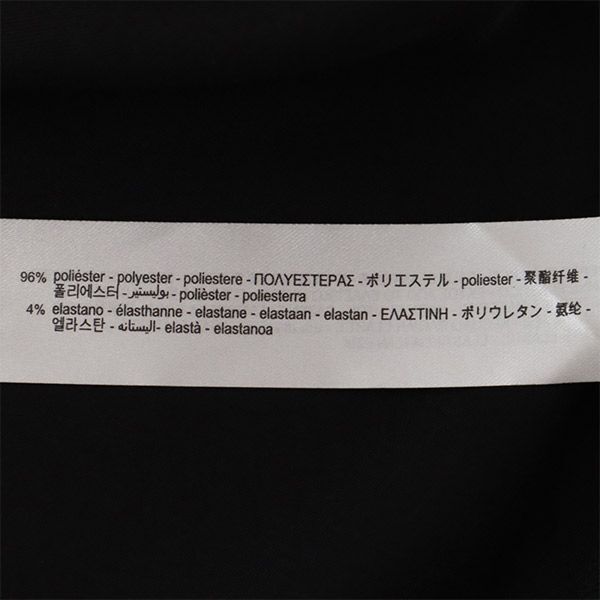 96% poliéster - polyester - poliestere - ΠΟΛΥΕΣΤΕΡΑΣ - ポリエステル - poliester - 聚酯纤维 -
폴리에스터 - بوليستير - polièster - poliesterra
4% elastano - élasthanne - elastane - elastaan - elastan - ΕΛΑΣΤΙΝΗ - ポリウレタン - 氨纶 -
엘라스탄 - اليستانه - elastà - elastanoa